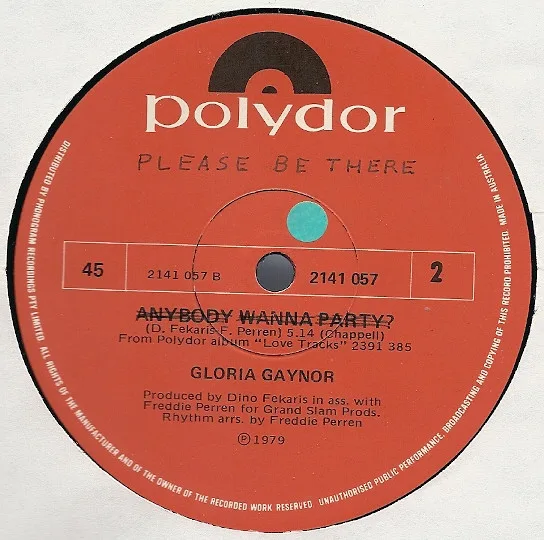 polydor
PLEASE BE THERE
45
2141 057 B
2141 057
2
ANYBODY WANNA PARTY?
(D. Fekaris F. Perren) 5.14 (Chappell)
From Polydor album "Love Tracks" 2391 385
GLORIA GAYNOR
Produced by Dino Fekaris in ass. with
Freddie Perren for Grand Slam Prods.
Rhythm arrs. by Freddie Perren
Ⓟ 1979
DISTRIBUTED BY PHONOGRAM RECORDINGS PTY LIMITED. ALL RIGHTS OF THE MANUFACTURER AND OF THE OWNER OF THE RECORDED WORK RESERVED UNAUTHORISED PUBLIC PERFORMANCE, BROADCASTING AND COPYING OF THIS RECORD PROHIBITED. MADE IN AUSTRALIA